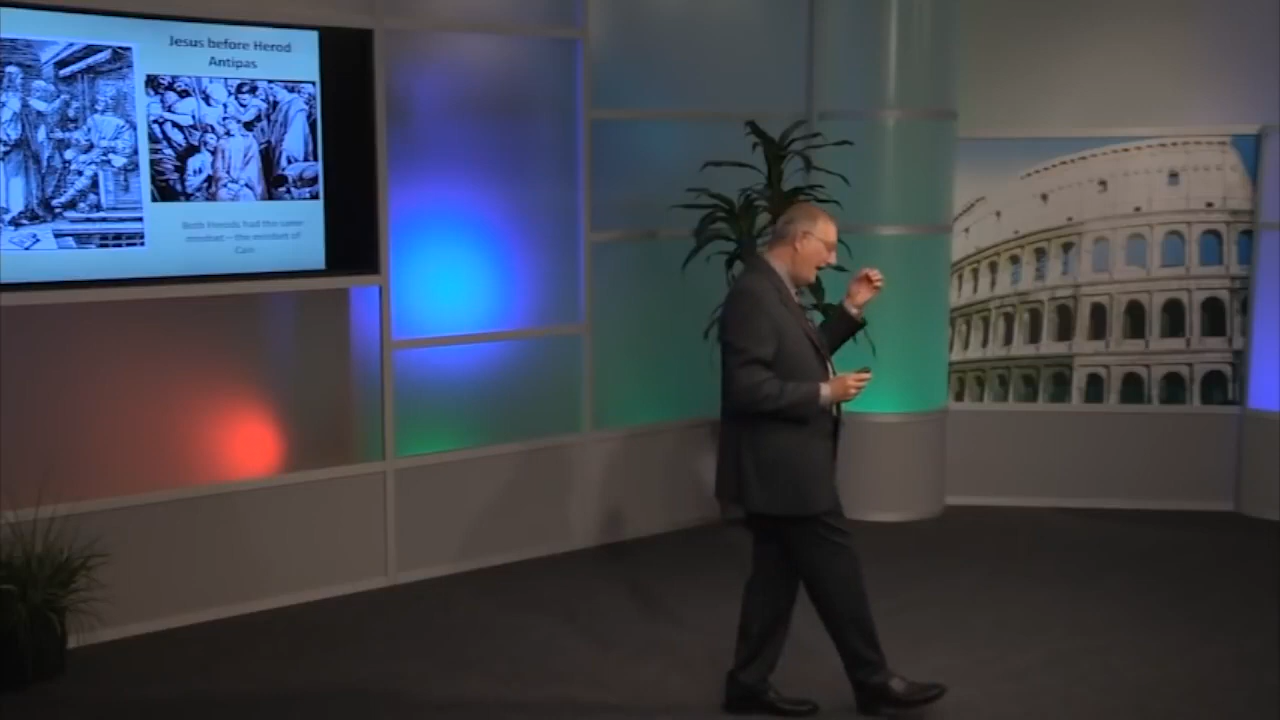 Jesus before Herod
Antipas
Both Herods had the same
mindset – the mindset of
Cain